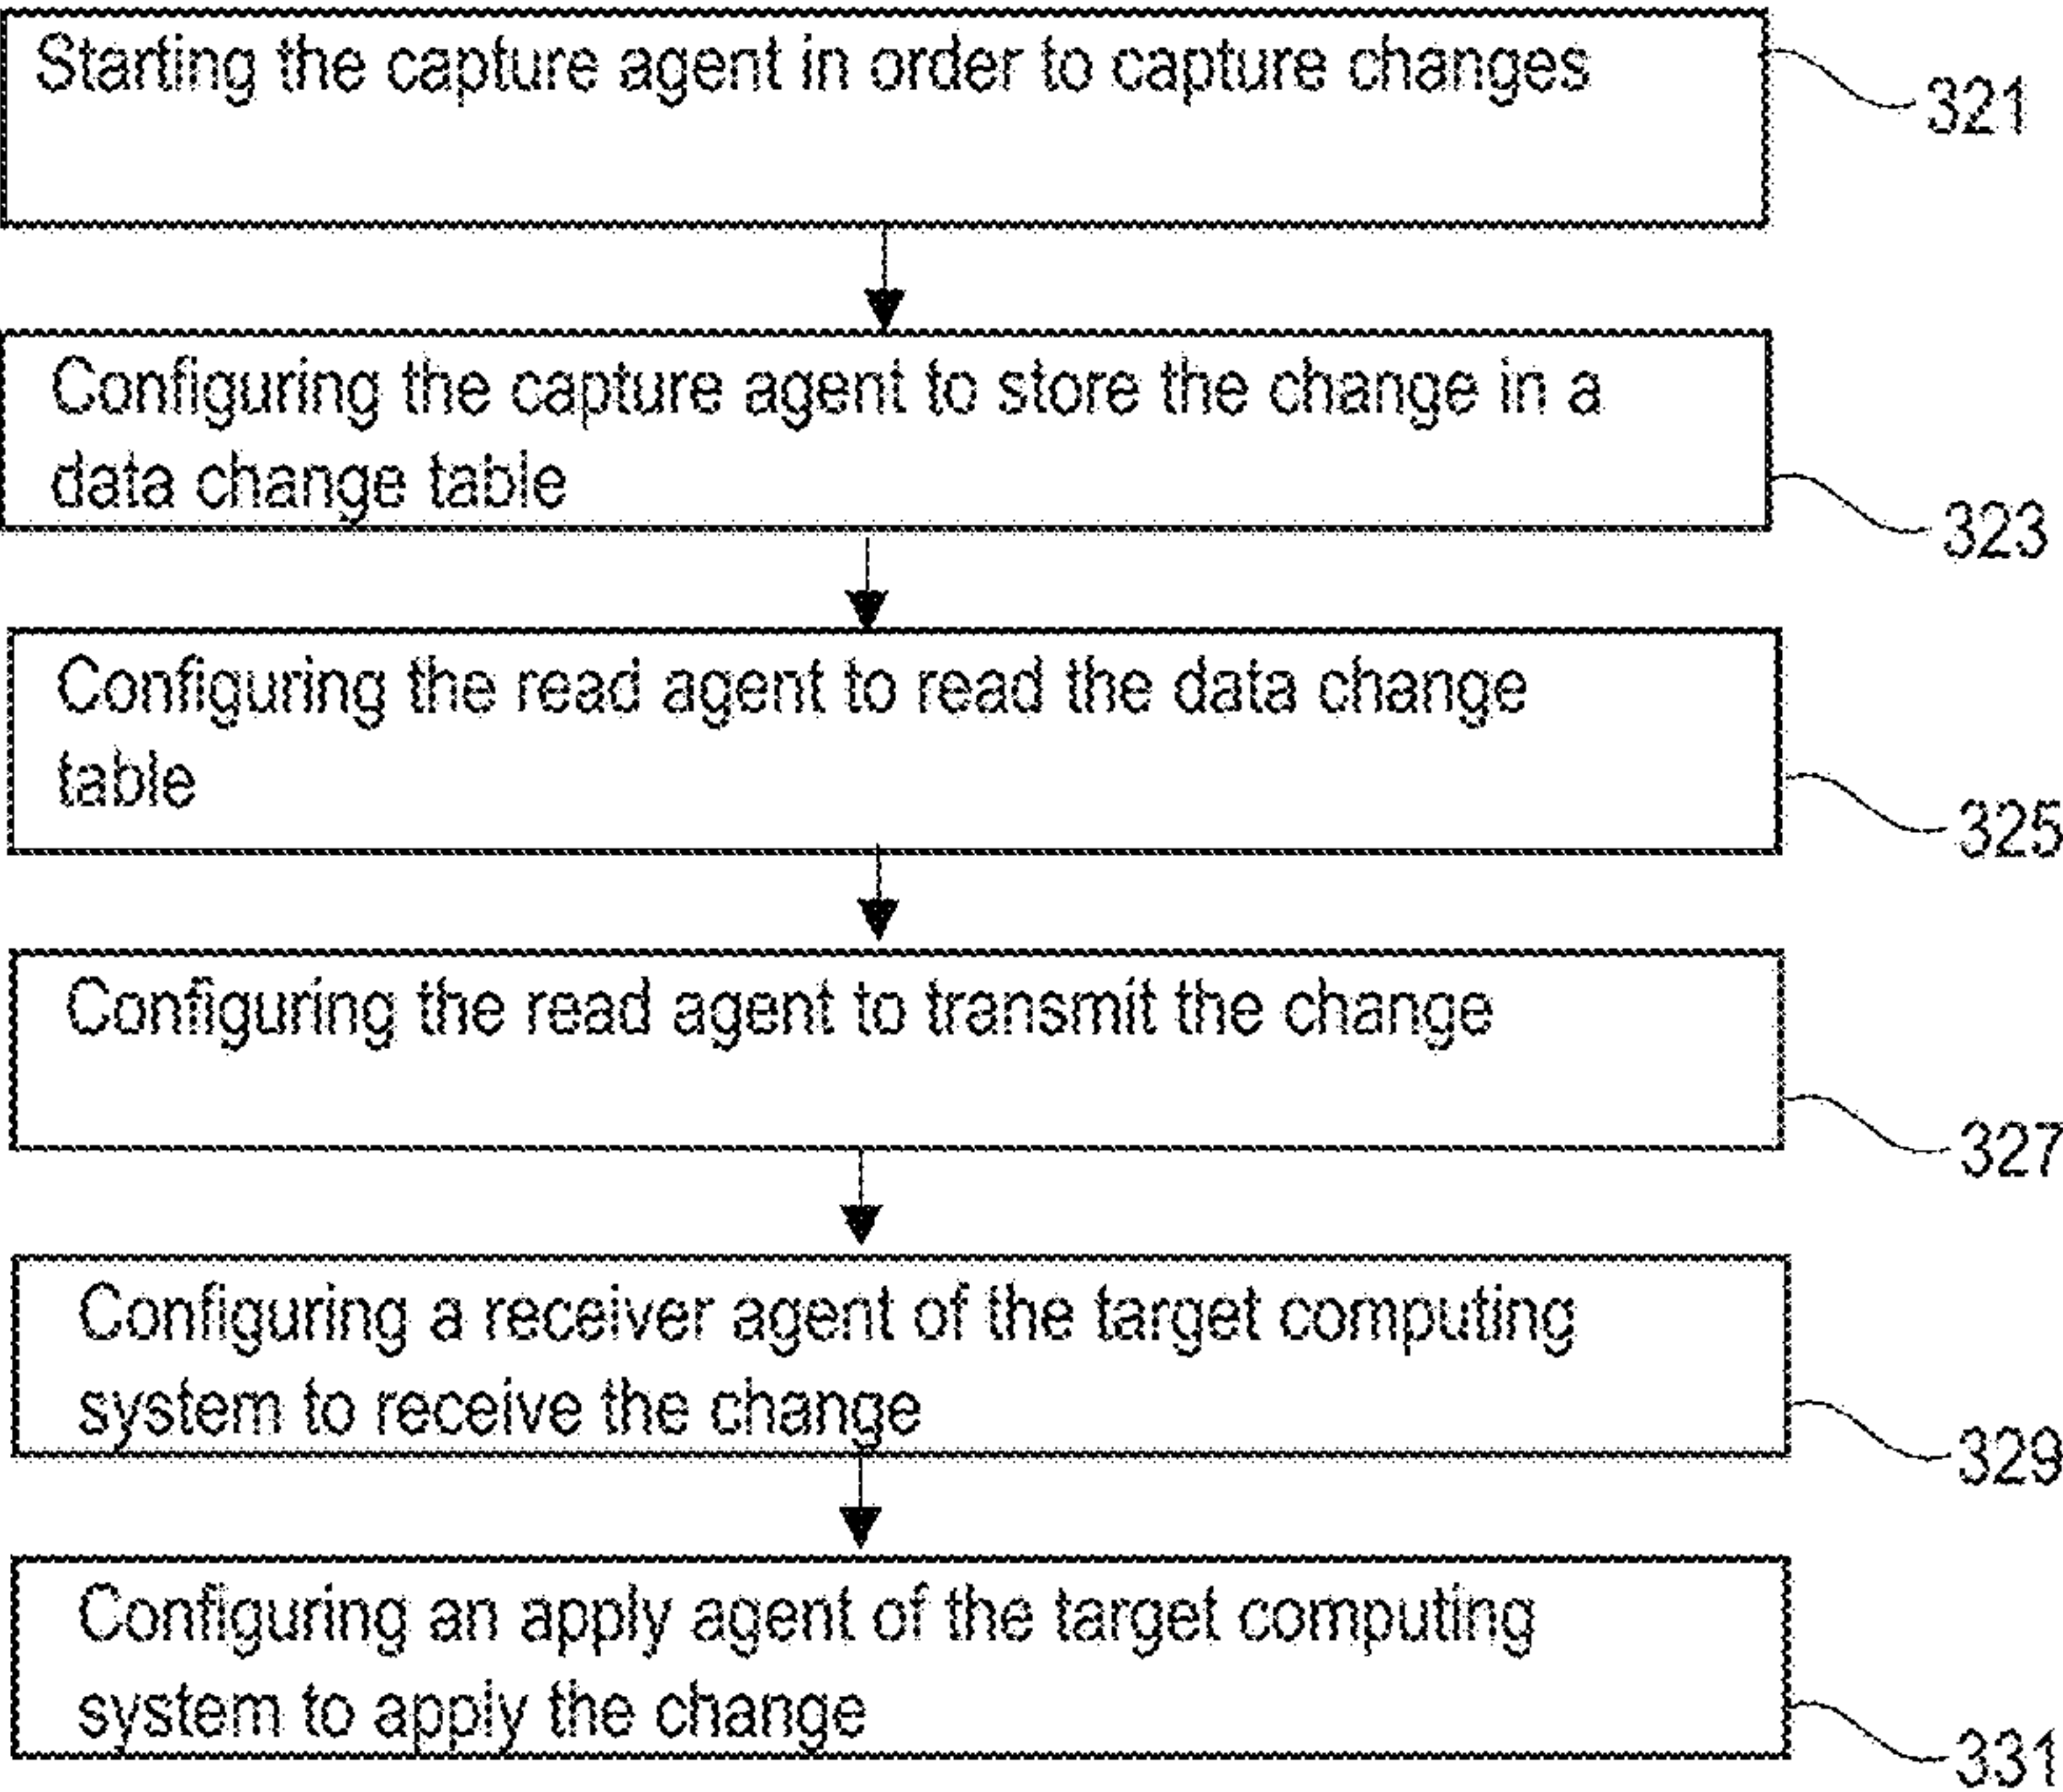 Starting the capture agent in order to capture changes
321
Configuring the capture agent to store the change in a
data change table
323
Configuring the read agent to read the data change
table
325
Configuring the read agent to transmit the change
327
Configuring a receiver agent of the target computing
system to receive the change
329
Configuring an apply agent of the target computing
system to apply the change
331